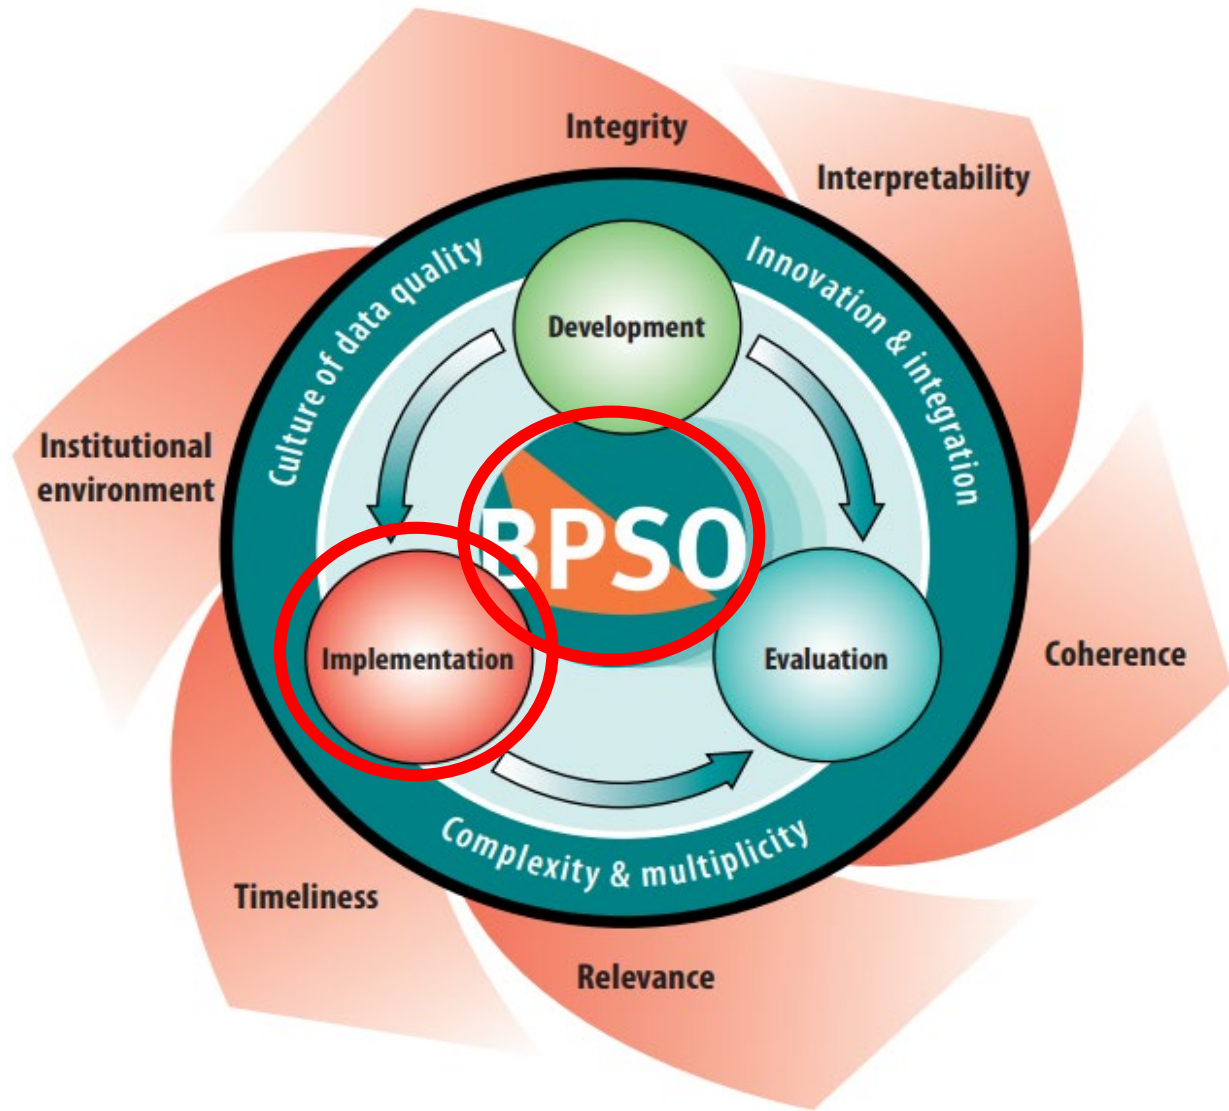 Integrity
Interpretability
Culture of data quality
Innovation & integration
Development
Institutional
environment
BPSO
Implementation
Evaluation
Coherence
Complexity & multiplicity
Timeliness
Relevance